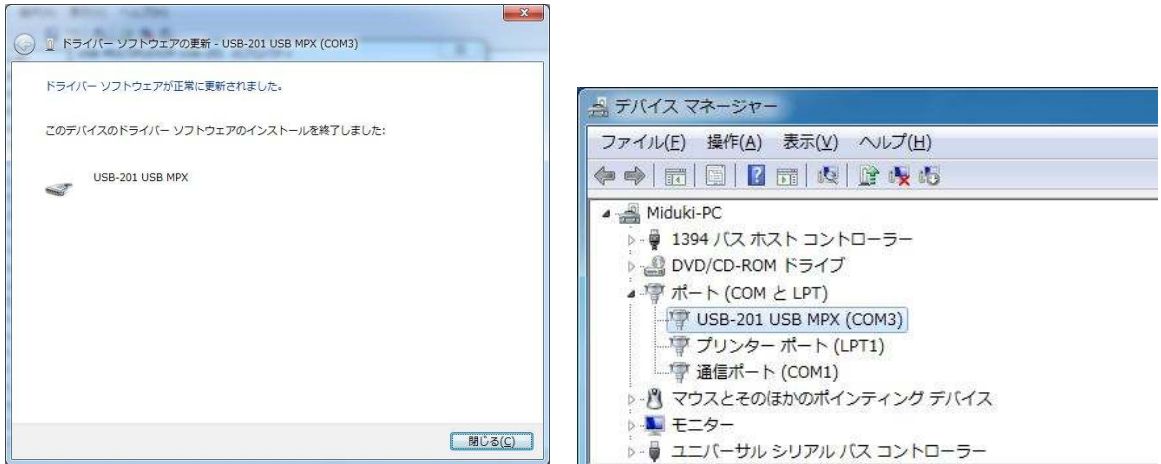 ドライバー ソフトウェアの更新 - USB-201 USB MPX (COM3)
ドライバー ソフトウェアが正常に更新されました。
このデバイスのドライバー ソフトウェアのインストールを終了しました:
USB-201 USB MPX
閉じる(C)
デバイス マネージャー
ファイル(F) 操作(A) 表示(V) ヘルプ(H)
Miduki-PC
1394 バス ホスト コントローラー
DVD/CD-ROM ドライブ
ポート (COM と LPT)
USB-201 USB MPX (COM3)
プリンター ポート (LPT1)
通信ポート (COM1)
マウスとそのほかのポインティング デバイス
モニター
ユニバーサル シリアル バス コントローラー